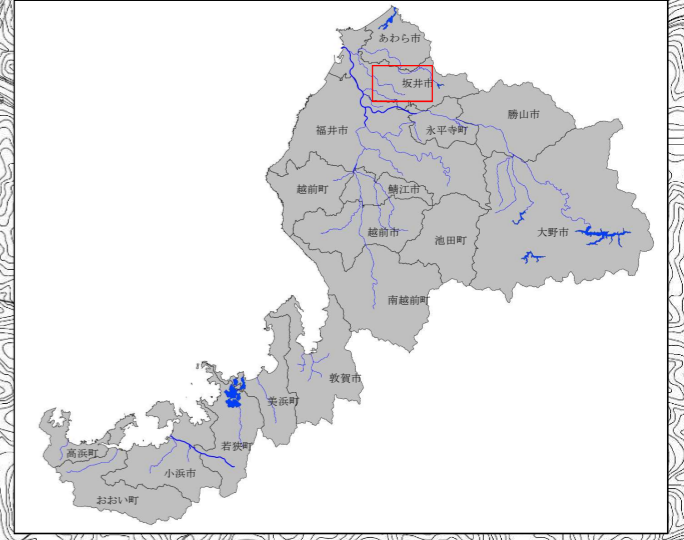 あわら市
坂井市
勝山市
福井市
永平寺町
越前町
鯖江市
越前市
池田町
大野市
南越前町
敦賀市
美浜町
若狭町
高浜町
小浜市
おおい町